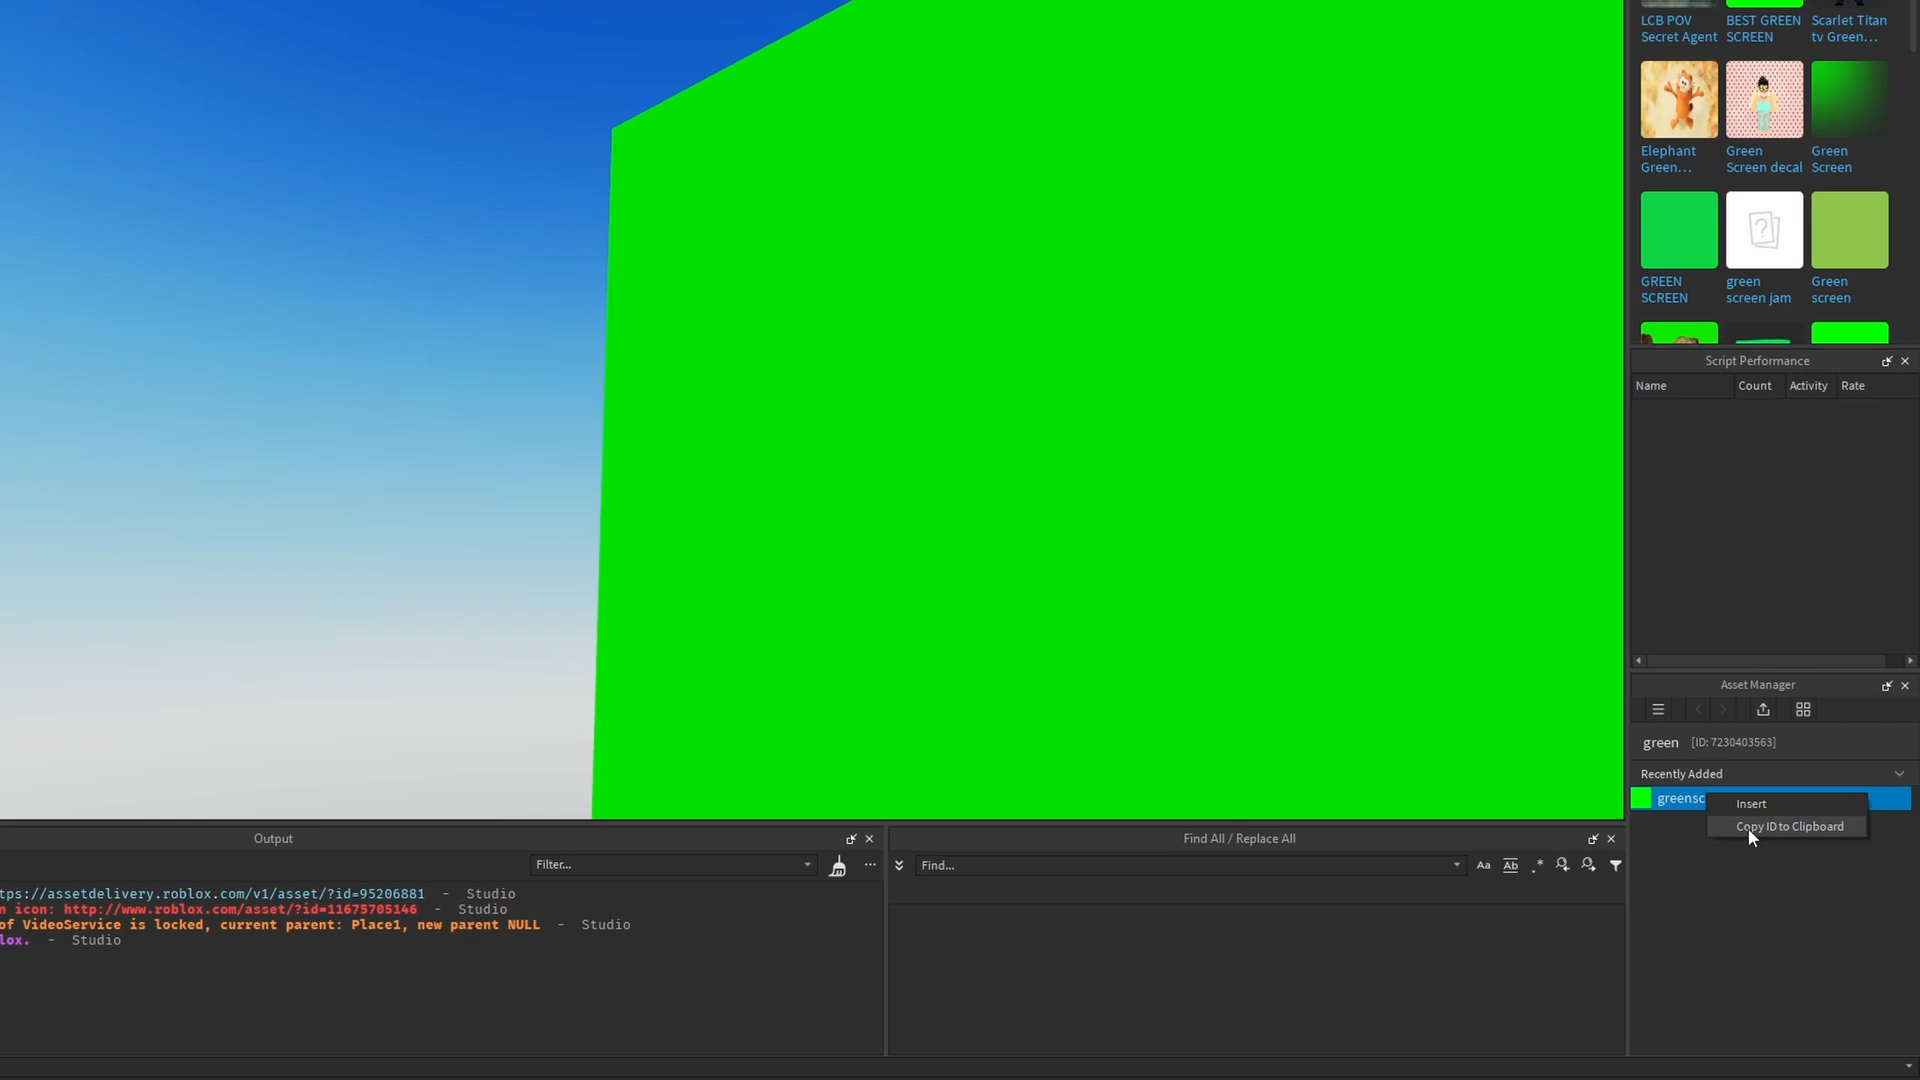 LCB POV
Secret Agent
BEST GREEN
SCREEN
Scarlet Titan
tv Green...
Elephant
Green...
Green
Screen decal
Green
Screen
GREEN
SCREEN
green
screen jam
Green
screen
Script Performance
Name Count Activity Rate
Asset Manager
green [ID: 7230403563]
Recently Added
greensc
Insert
Copy ID to Clipboard
Output
Filter...
tps://assetdelivery.roblox.com/v1/asset/?id=95206881 - Studio
n icon: http://www.roblox.com/asset/?id=11675705146 - Studio
of VideoService is locked, current parent: Place1, new parent NULL - Studio
lox. - Studio
Find All / Replace All
Find... Aa Ab .*